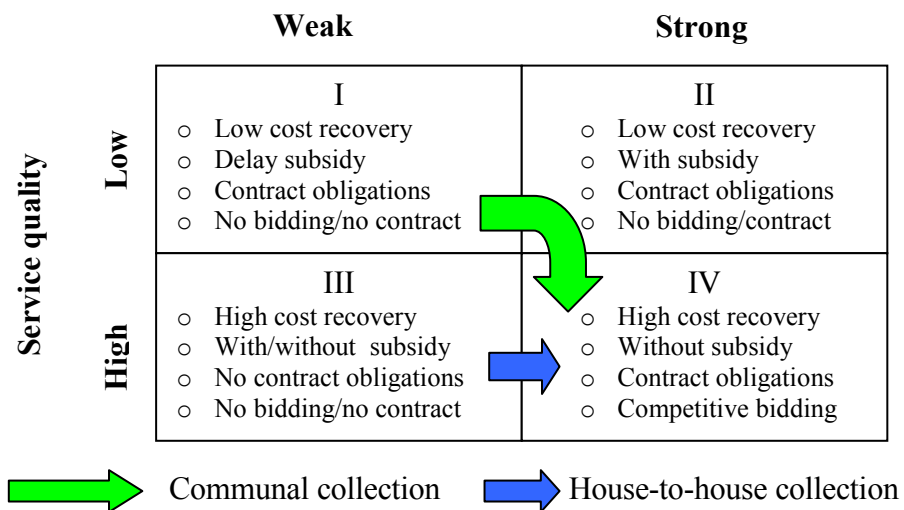 Weak Strong
Service quality
Low
I
○ Low cost recovery
○ Delay subsidy
○ Contract obligations
○ No bidding/no contract
II
○ Low cost recovery
○ With subsidy
○ Contract obligations
○ No bidding/contract
High
III
○ High cost recovery
○ With/without subsidy
○ No contract obligations
○ No bidding/no contract
IV
○ High cost recovery
○ Without subsidy
○ Contract obligations
○ Competitive bidding
Communal collection House-to-house collection